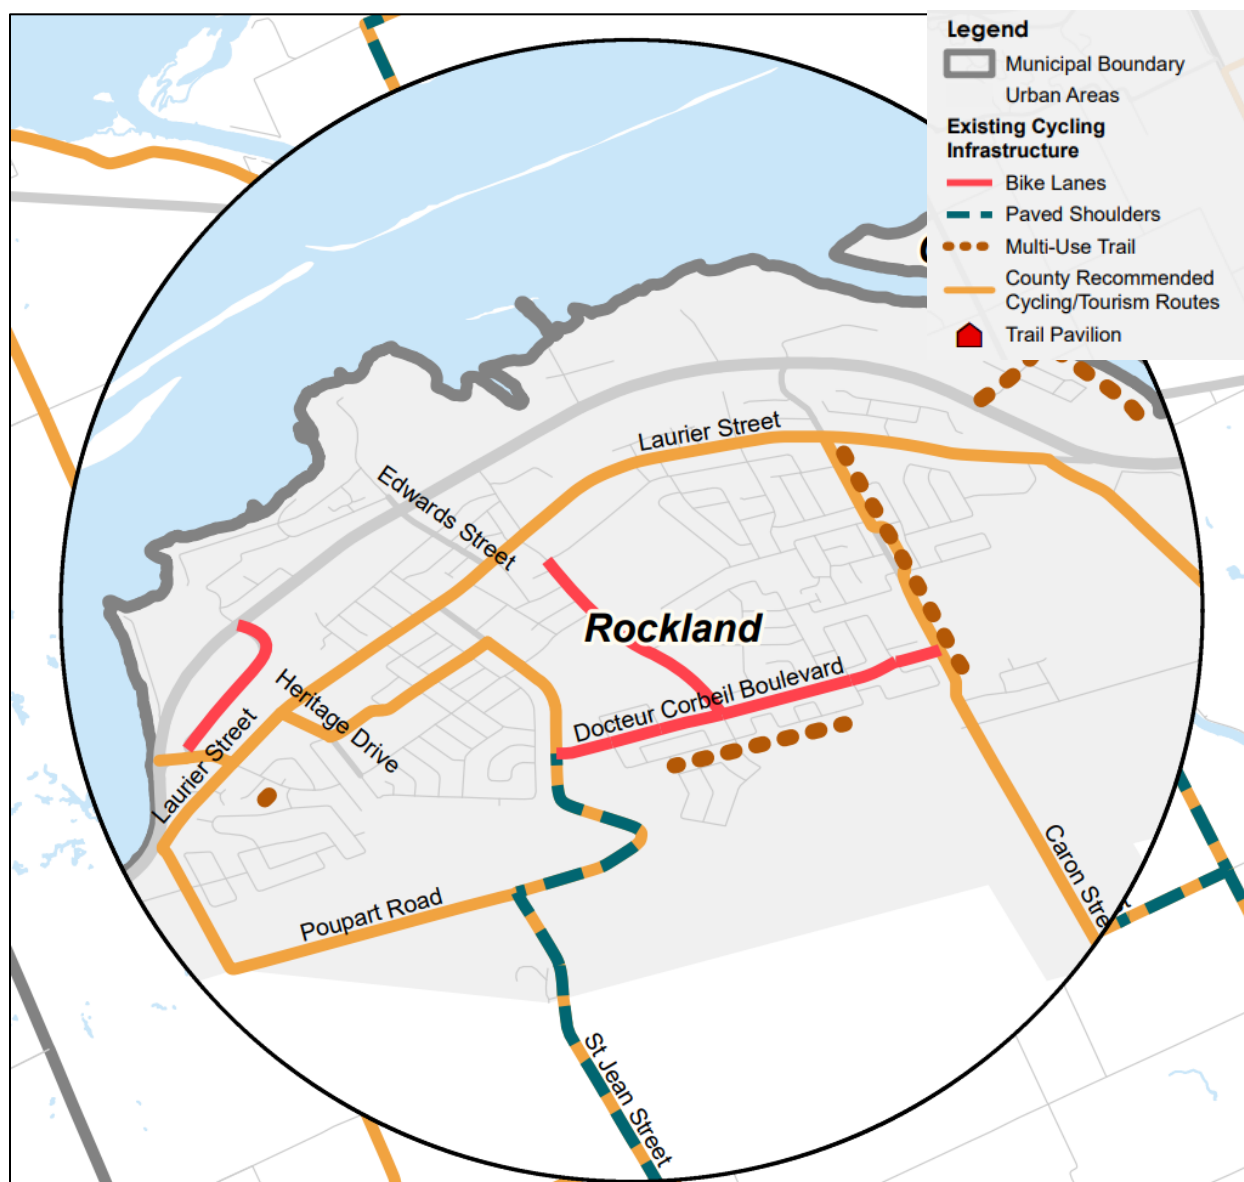 Legend
Municipal Boundary
Urban Areas
Existing Cycling
Infrastructure
Bike Lanes
Paved Shoulders
Multi-Use Trail
County Recommended
Cycling/Tourism Routes
Trail Pavilion
Laurier Street
Edwards Street
Rockland
Heritage Drive
Docteur Corbeil Boulevard
Laurier Street
Caron Street
Poupart Road
St Jean Street